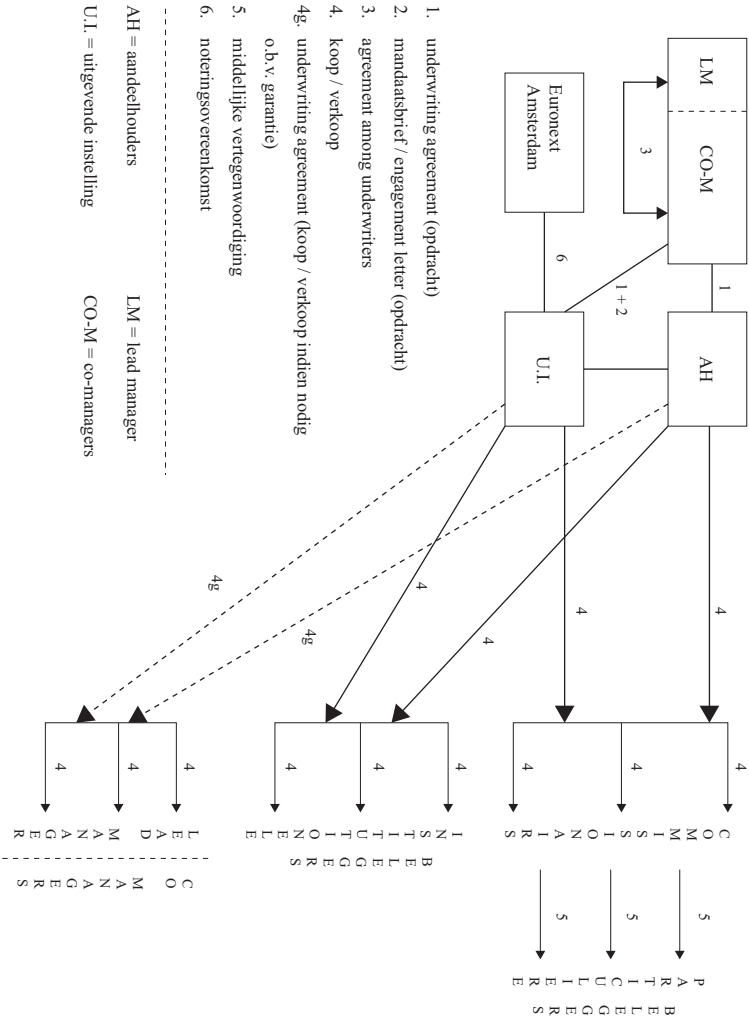 LM
CO-M
3
1
AH
1 + 2
Euronext
Amsterdam
6
U.I.
4
4
4
4
4g
4g
4
4
4
COMMISSIONAIRS
5
5
5
PARTICULIERE
BELEGGERS
4
4
4
INSTITUTIONELE
BELEGGERS
4
4
4
LEAD MANAGER
CO MANAGERS
1. underwriting agreement (opdracht)
2. mandaatsbrief / engagement letter (opdracht)
3. agreement among underwriters
4. koop / verkoop
4g. underwriting agreement (koop / verkoop indien nodig
o.b.v. garantie)
5. middellijke vertegenwoordiging
6. noteringsovereenkomst
AH = aandeelhouders
LM = lead manager
U.I. = uitgevende instelling
CO-M = co-managers